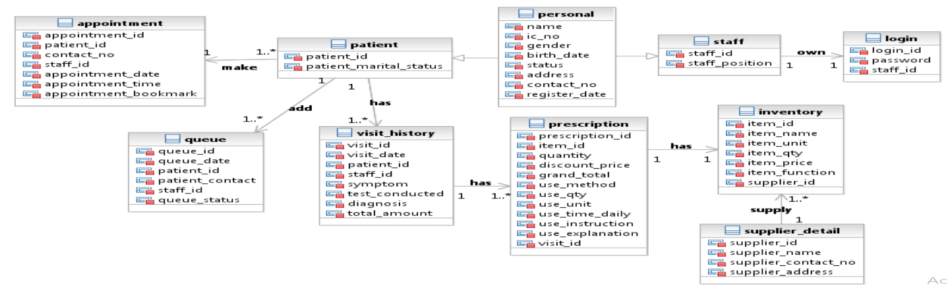 appointment
appointment_id
patient_id
contact_no
staff_id
appointment_date
appointment_time
appointment_bookmark
1
1..*
make
patient
patient_id
patient_marital_status
personal
name
ic_no
gender
birth_date
status
address
contact_no
register_date
staff
staff_id
staff_position
own
1
1
login
login_id
password
staff_id
1
add
1..*
1
has
1..*
queue
queue_id
queue_date
patient_id
patient_contact
staff_id
queue_status
visit_history
visit_id
visit_date
patient_id
staff_id
symptom
test_conducted
diagnosis
total_amount
has
1
1..*
prescription
prescription_id
item_id
quantity
discount_price
grand_total
use_method
use_qty
use_unit
use_time_daily
use_instruction
use_explanation
visit_id
has
1
1
inventory
item_id
item_name
item_unit
item_qty
item_price
item_function
supplier_id
1..*
supply
1
supplier_detail
supplier_id
supplier_name
supplier_contact_no
supplier_address
Ac